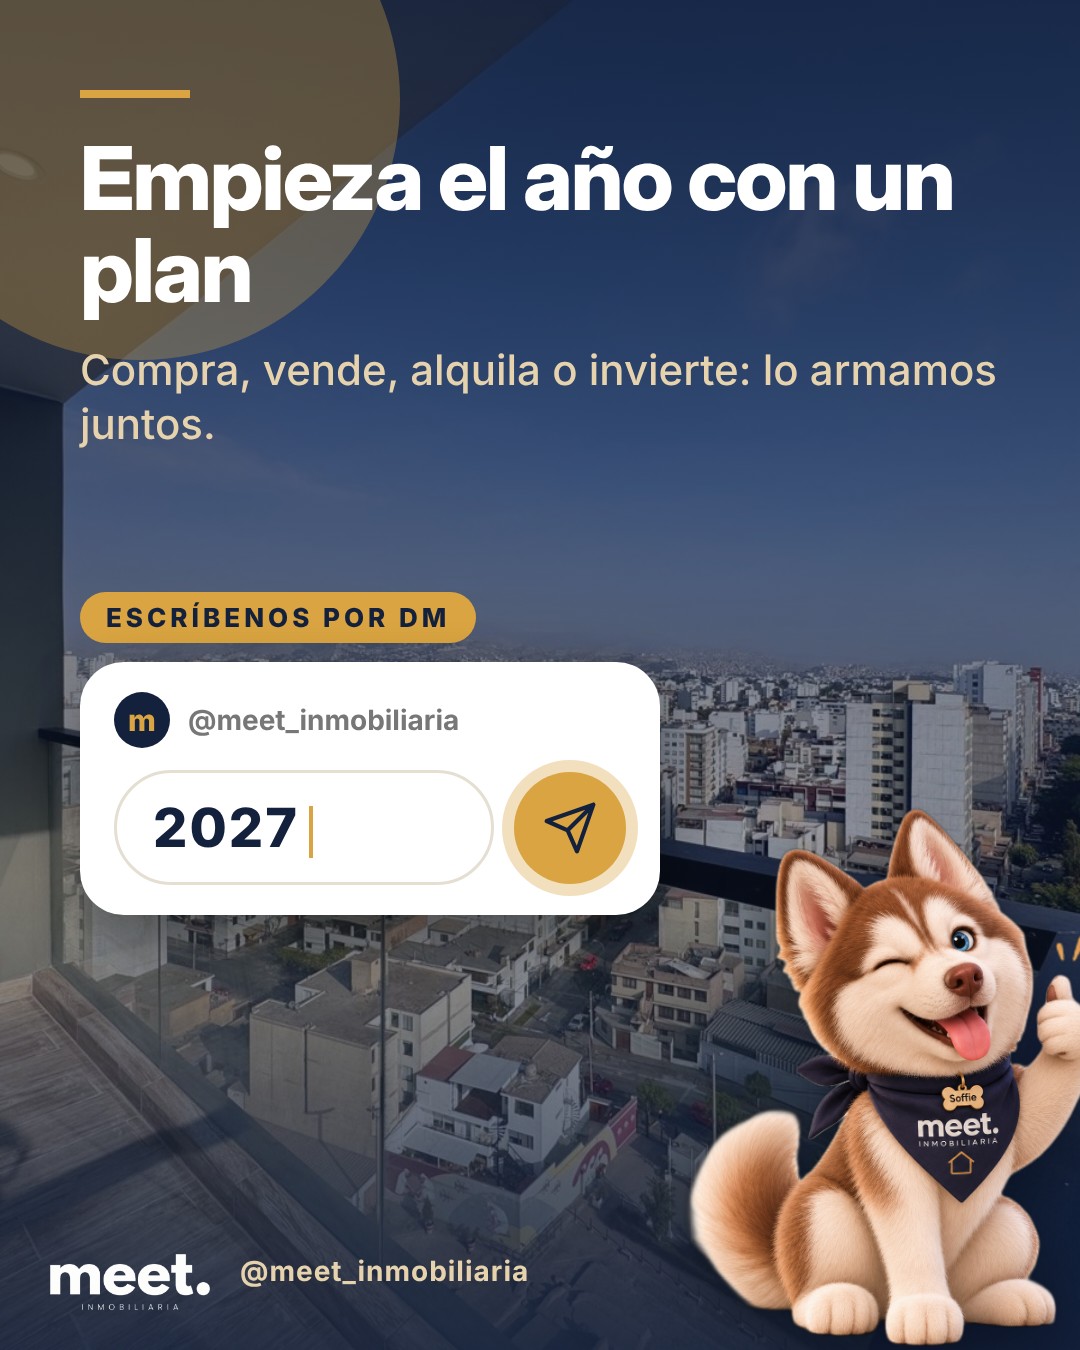 Empieza el año con un
plan
Compra, vende, alquila o invierte: lo armamos
juntos.
ESCRÍBENOS POR DM
m
@meet_inmobiliaria
2027
Soffie
meet.
INMOBILIARIA
meet.
INMOBILIARIA
@meet_inmobiliaria